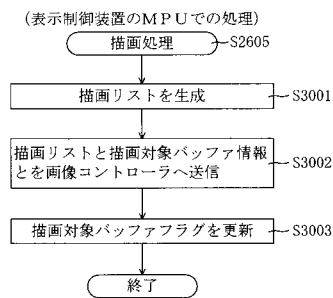 (表示制御装置のMPUでの処理)
描画処理 S2605
描画リストを生成 S3001
描画リストと描画対象バッファ情報
とを画像コントローラへ送信 S3002
描画対象バッファフラグを更新 S3003
終了